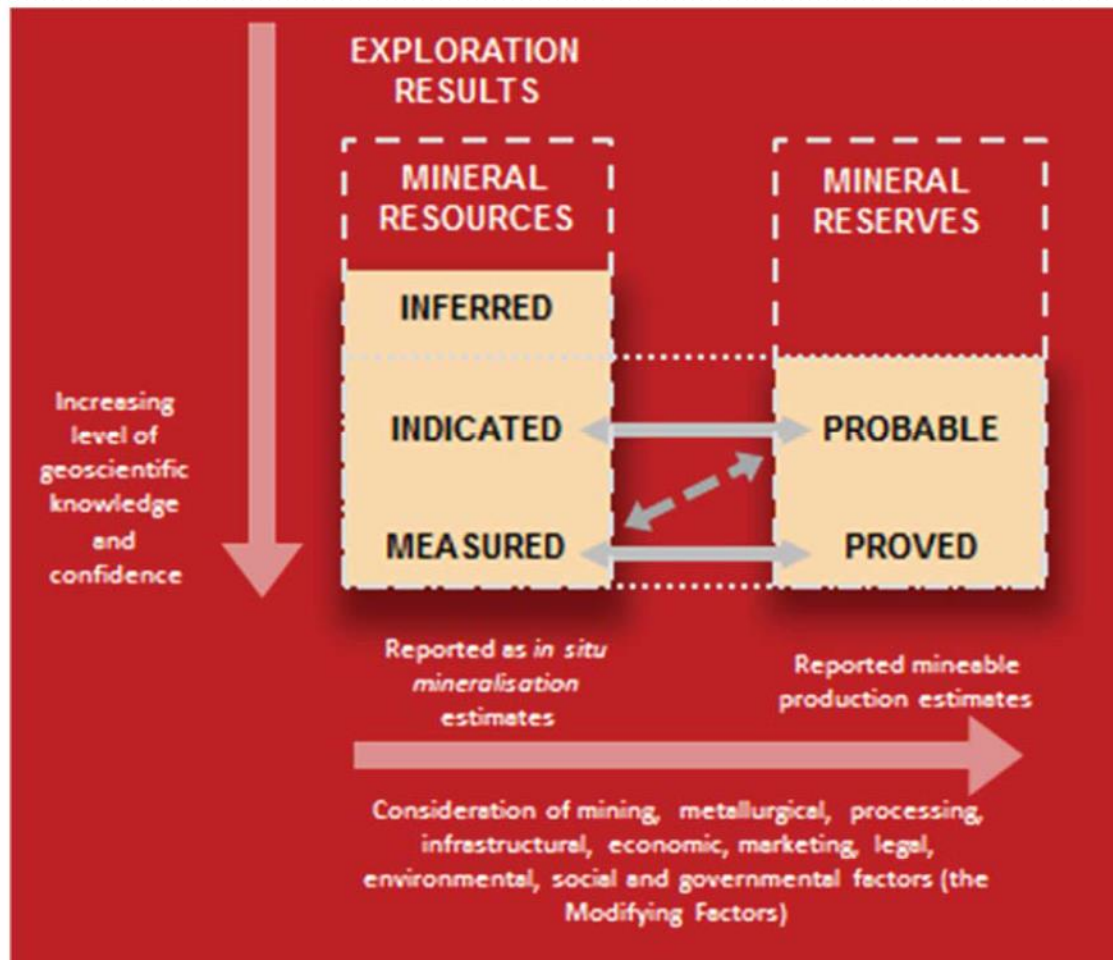 EXPLORATION
RESULTS
MINERAL
RESOURCES
MINERAL
RESERVES
INFERRED
INDICATED
PROBABLE
MEASURED
PROVED
Increasing
level of
geoscientific
knowledge
and
confidence
Reported as in situ
mineralisation
estimates
Reported mineable
production estimates
Consideration of mining, metallurgical, processing,
infrastructural, economic, marketing, legal,
environmental, social and governmental factors (the
Modifying Factors)